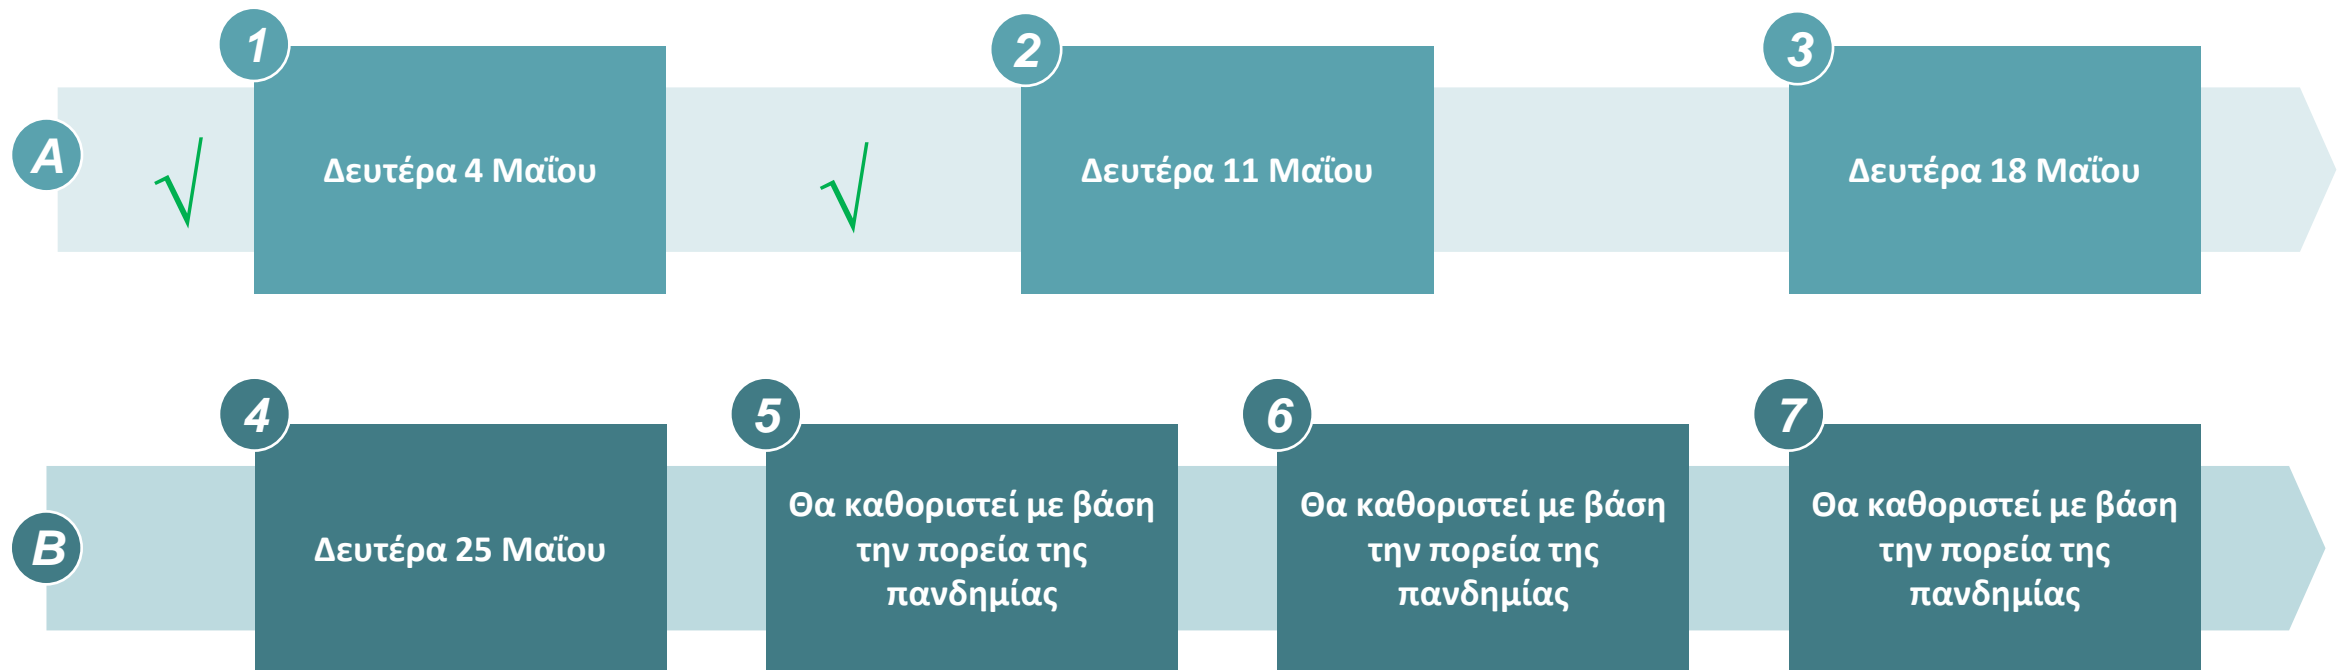 1
2
3
A
√
Δευτέρα 4 Μαΐου
√
Δευτέρα 11 Μαΐου
Δευτέρα 18 Μαΐου
4
5
6
7
B
Δευτέρα 25 Μαΐου
Θα καθοριστεί με βάση
την πορεία της
πανδημίας
Θα καθοριστεί με βάση
την πορεία της
πανδημίας
Θα καθοριστεί με βάση
την πορεία της
πανδημίας